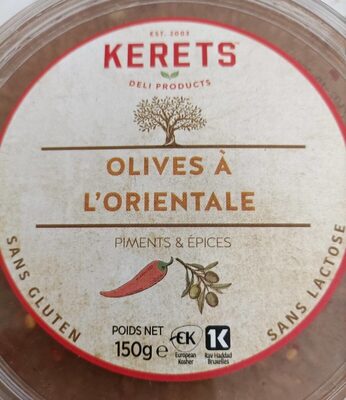 EST. 2003
KERETS
DELI PRODUCTS
OLIVES À
L'ORIENTALE
PIMENTS & ÉPICES
SANS GLUTEN
SANS LACTOSE
POIDS NET
150g e
EK
European
Kosher
1K
Rav Haddad
Bruxelles